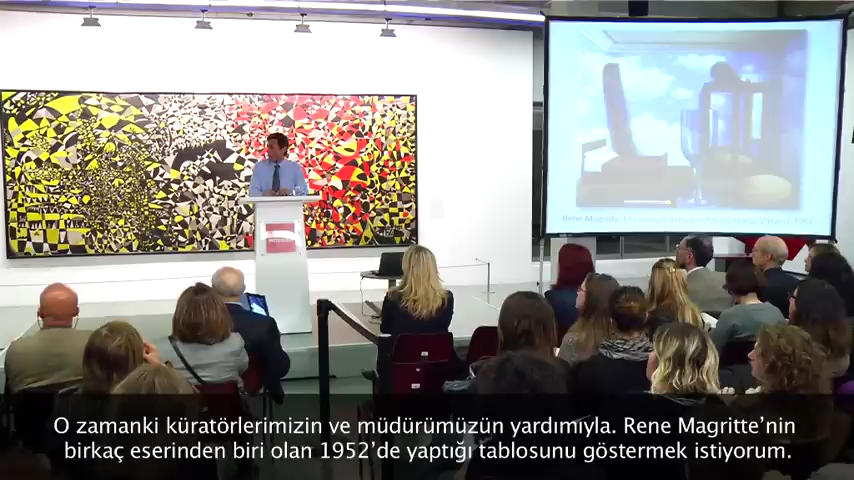 Rene Magritte,
O zamanki küratörlerimizin ve müdürümüzün yardımıyla. Rene Magritte’nin
birkaç eserinden biri olan 1952’de yaptığı tablosunu göstermek istiyorum.